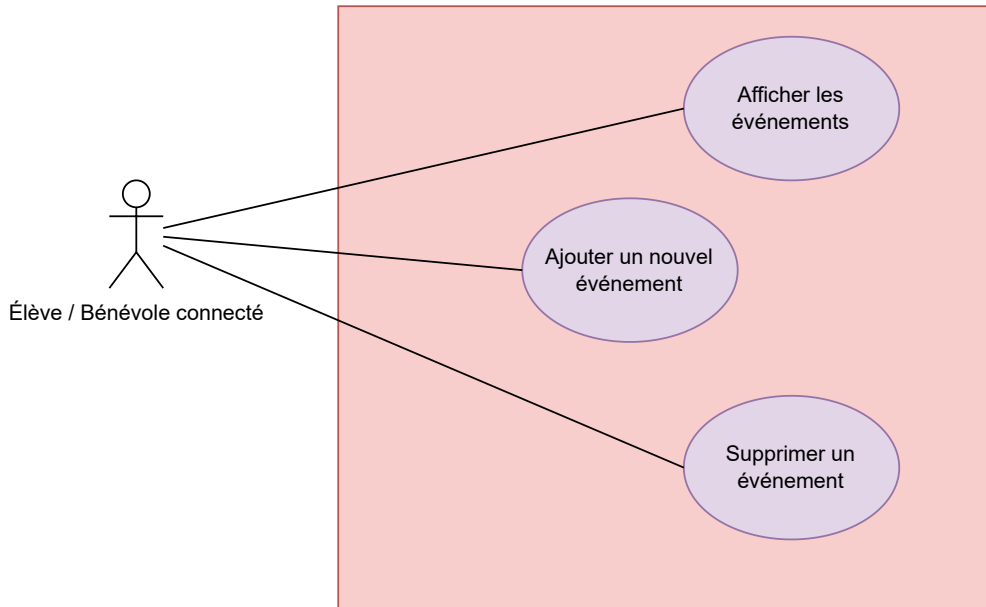 Afficher les
événements
Ajouter un nouvel
événement
Élève / Bénévole connecté
Supprimer un
événement